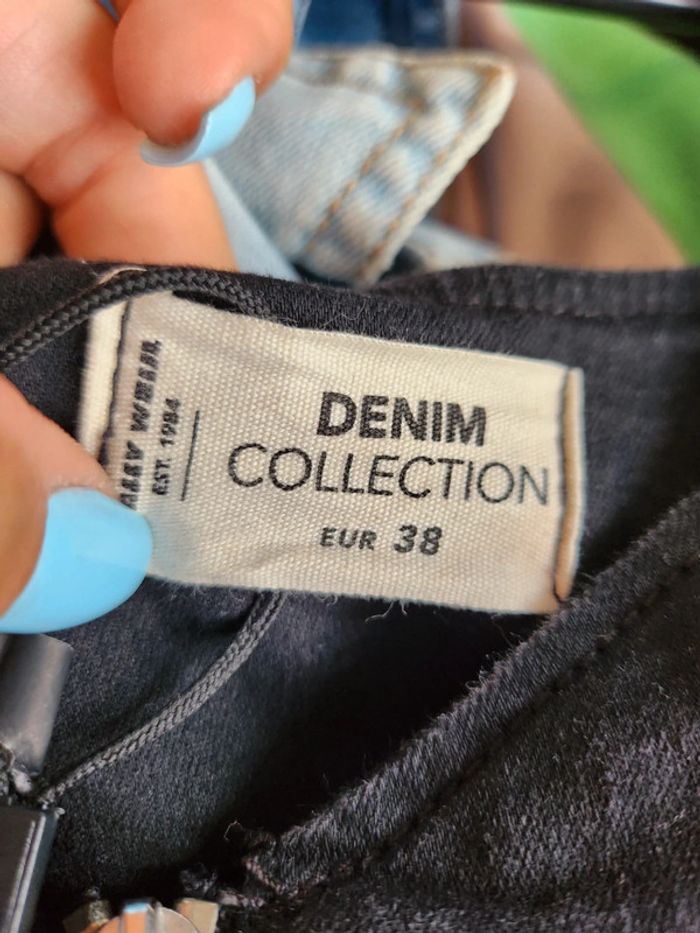 DENIM
COLLECTION
EUR 38
EST. 1984